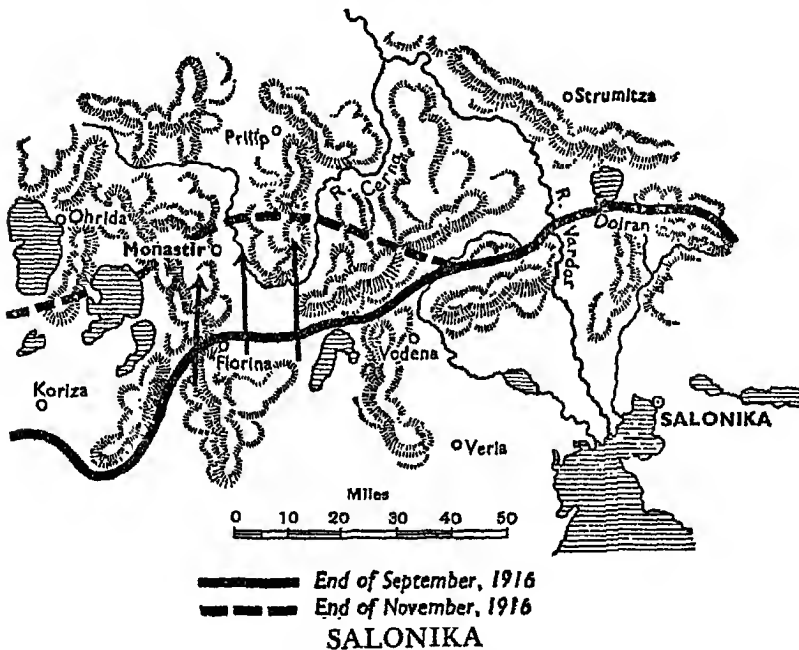 Strumitza
Prilip
R. Cerna
R. Vardar
Ohrida
Monastir
Doiran
Florina
Vodena
Koriza
SALONIKA
Veria
Miles
0 10 20 30 40 50
End of September, 1916
End of November, 1916
SALONIKA